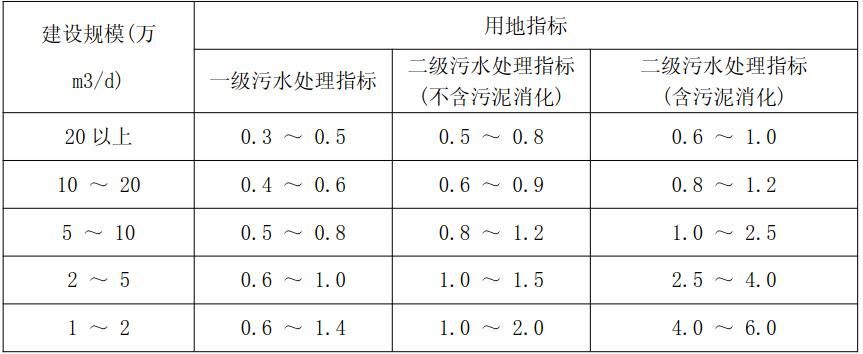 建设规模(万
m3/d)
用地指标
一级污水处理指标
二级污水处理指标
(不含污泥消化)
二级污水处理指标
(含污泥消化)
20 以上 0.3 ～ 0.5 0.5 ～ 0.8 0.6 ～ 1.0
10 ～ 20 0.4 ～ 0.6 0.6 ～ 0.9 0.8 ～ 1.2
5 ～ 10 0.5 ～ 0.8 0.8 ～ 1.2 1.0 ～ 2.5
2 ～ 5 0.6 ～ 1.0 1.0 ～ 1.5 2.5 ～ 4.0
1 ～ 2 0.6 ～ 1.4 1.0 ～ 2.0 4.0 ～ 6.0